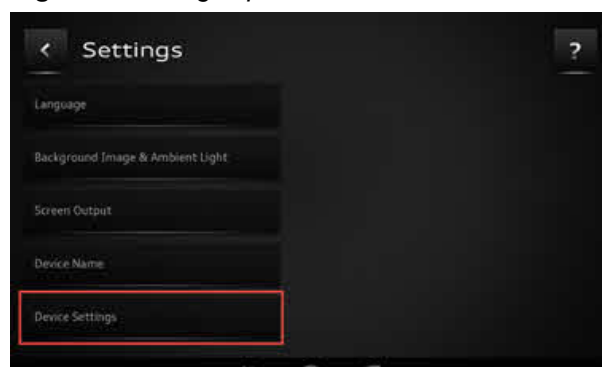 < Settings ?
Language
Background Image & Ambient Light
Screen Output
Device Name
Device Settings